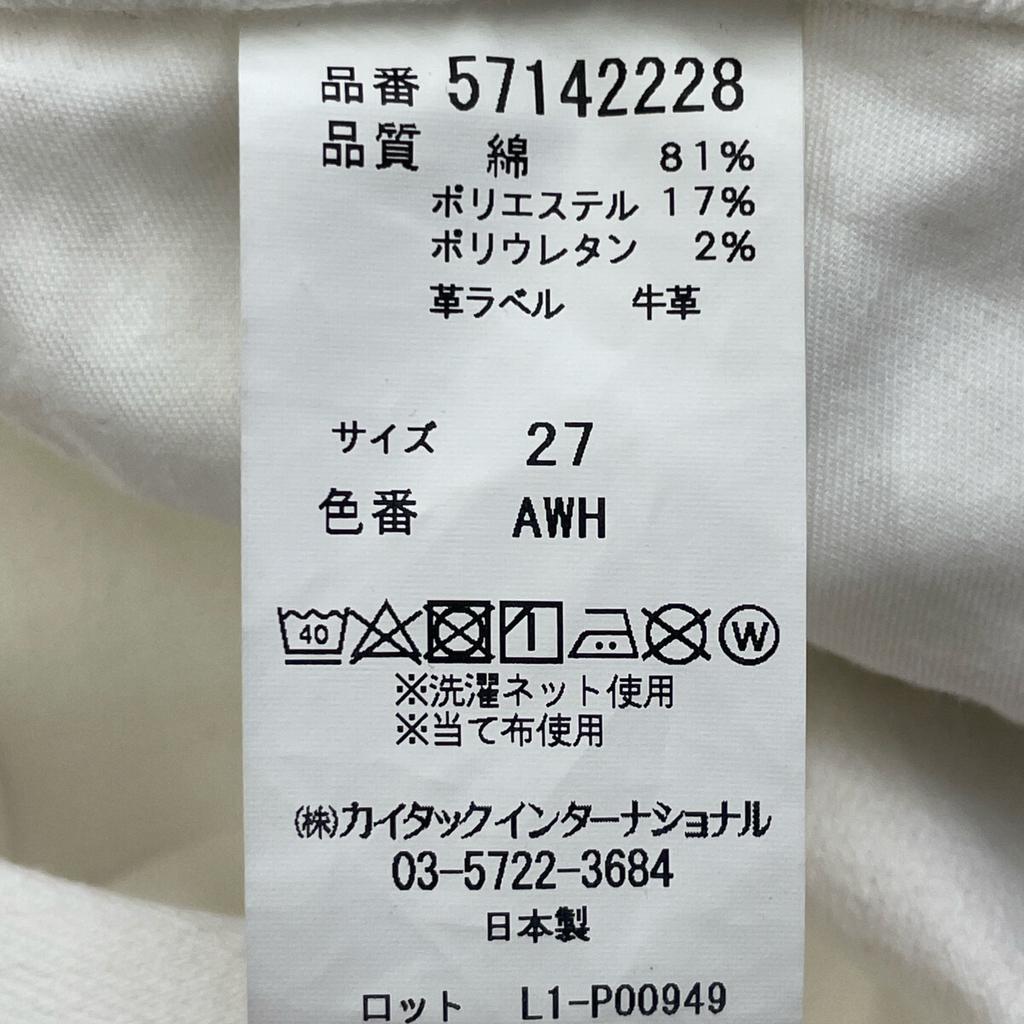 品番 57142228
品質 綿 81%
ポリエステル 17%
ポリウレタン 2%
革ラベル 牛革
サイズ 27
色番 AWH
40 W
※洗濯ネット使用
※当て布使用
(株)カイタックインターナショナル
03-5722-3684
日本製
ロット L1-P00949